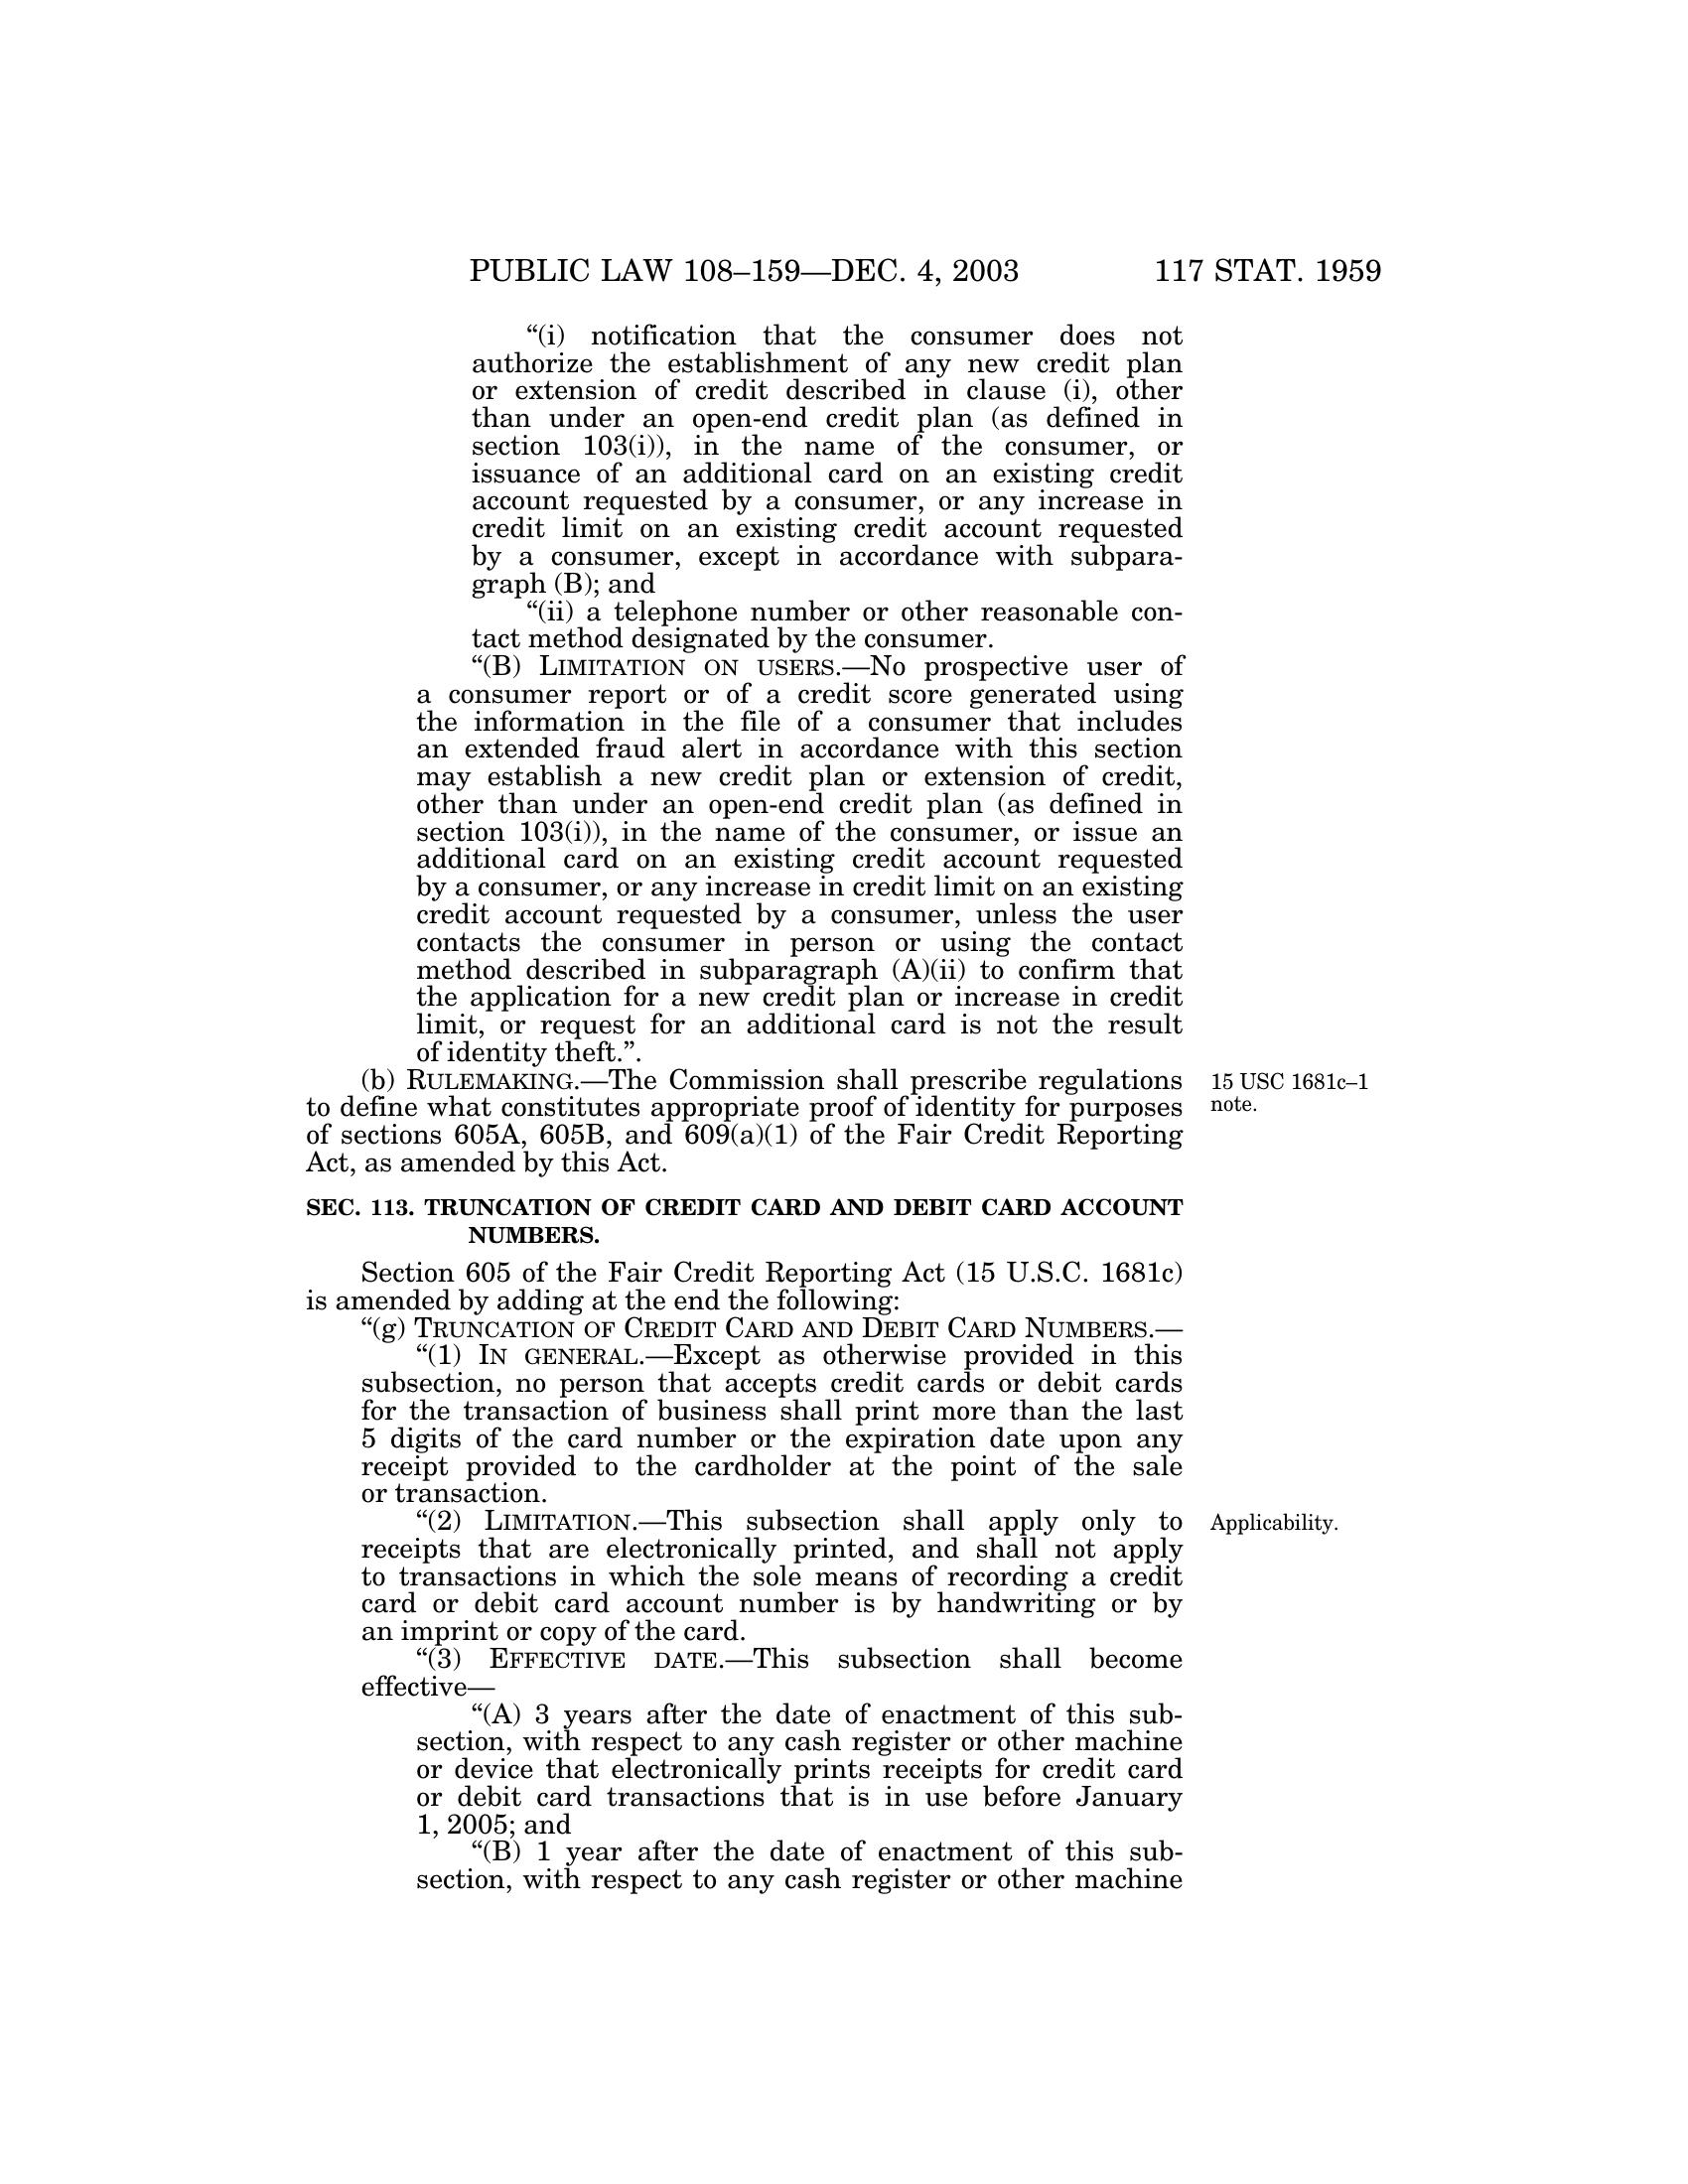 PUBLIC LAW 108–159—DEC. 4, 2003 117 STAT. 1959
“(i) notification that the consumer does not
authorize the establishment of any new credit plan
or extension of credit described in clause (i), other
than under an open-end credit plan (as defined in
section 103(i)), in the name of the consumer, or
issuance of an additional card on an existing credit
account requested by a consumer, or any increase in
credit limit on an existing credit account requested
by a consumer, except in accordance with subpara-
graph (B); and
“(ii) a telephone number or other reasonable con-
tact method designated by the consumer.
“(B) LIMITATION ON USERS.—No prospective user of
a consumer report or of a credit score generated using
the information in the file of a consumer that includes
an extended fraud alert in accordance with this section
may establish a new credit plan or extension of credit,
other than under an open-end credit plan (as defined in
section 103(i)), in the name of the consumer, or issue an
additional card on an existing credit account requested
by a consumer, or any increase in credit limit on an existing
credit account requested by a consumer, unless the user
contacts the consumer in person or using the contact
method described in subparagraph (A)(ii) to confirm that
the application for a new credit plan or increase in credit
limit, or request for an additional card is not the result
of identity theft.”.
(b) RULEMAKING.—The Commission shall prescribe regulations
to define what constitutes appropriate proof of identity for purposes
of sections 605A, 605B, and 609(a)(1) of the Fair Credit Reporting
Act, as amended by this Act.
15 USC 1681c–1
note.
SEC. 113. TRUNCATION OF CREDIT CARD AND DEBIT CARD ACCOUNT
NUMBERS.
Section 605 of the Fair Credit Reporting Act (15 U.S.C. 1681c)
is amended by adding at the end the following:
“(g) TRUNCATION OF CREDIT CARD AND DEBIT CARD NUMBERS.—
“(1) IN GENERAL.—Except as otherwise provided in this
subsection, no person that accepts credit cards or debit cards
for the transaction of business shall print more than the last
5 digits of the card number or the expiration date upon any
receipt provided to the cardholder at the point of the sale
or transaction.
“(2) LIMITATION.—This subsection shall apply only to
receipts that are electronically printed, and shall not apply
to transactions in which the sole means of recording a credit
card or debit card account number is by handwriting or by
an imprint or copy of the card.
Applicability.
“(3) EFFECTIVE DATE.—This subsection shall become
effective—
“(A) 3 years after the date of enactment of this sub-
section, with respect to any cash register or other machine
or device that electronically prints receipts for credit card
or debit card transactions that is in use before January
1, 2005; and
“(B) 1 year after the date of enactment of this sub-
section, with respect to any cash register or other machine